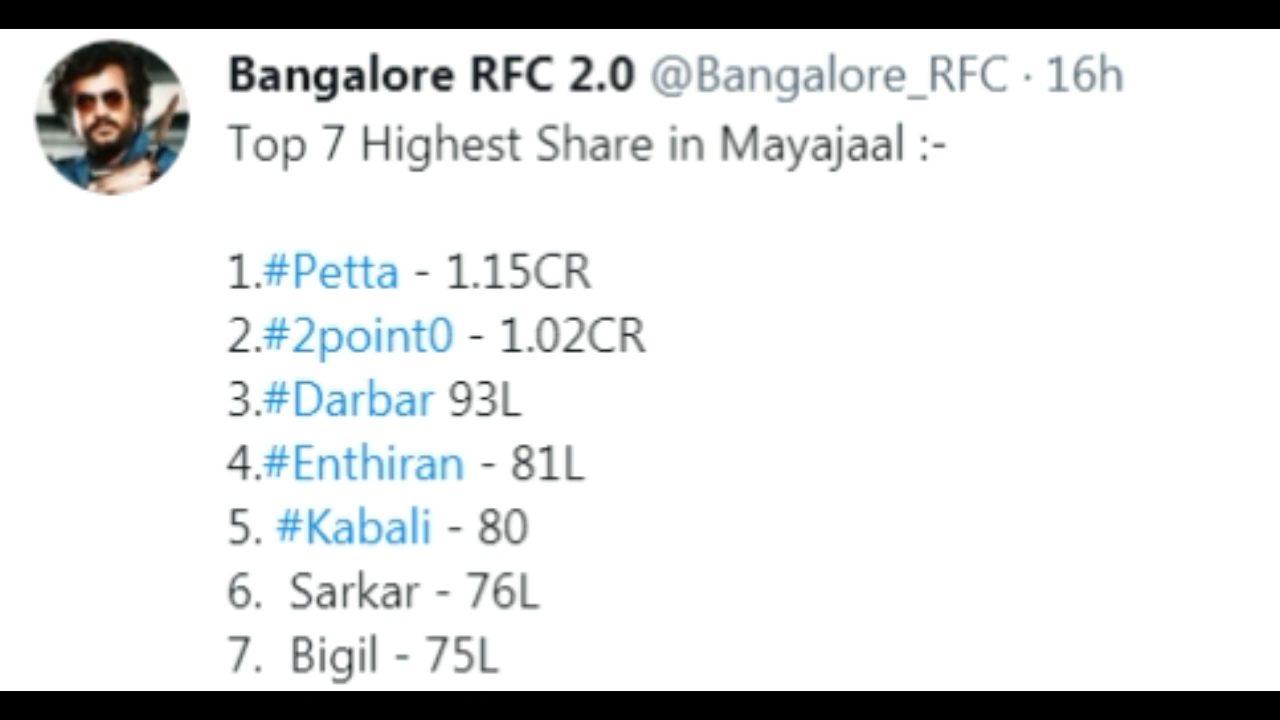 Bangalore RFC 2.0 @Bangalore_RFC · 16h
Top 7 Highest Share in Mayajaal :-
1.#Petta - 1.15CR
2.#2point0 - 1.02CR
3.#Darbar 93L
4.#Enthiran - 81L
5. #Kabali - 80
6. Sarkar - 76L
7. Bigil - 75L